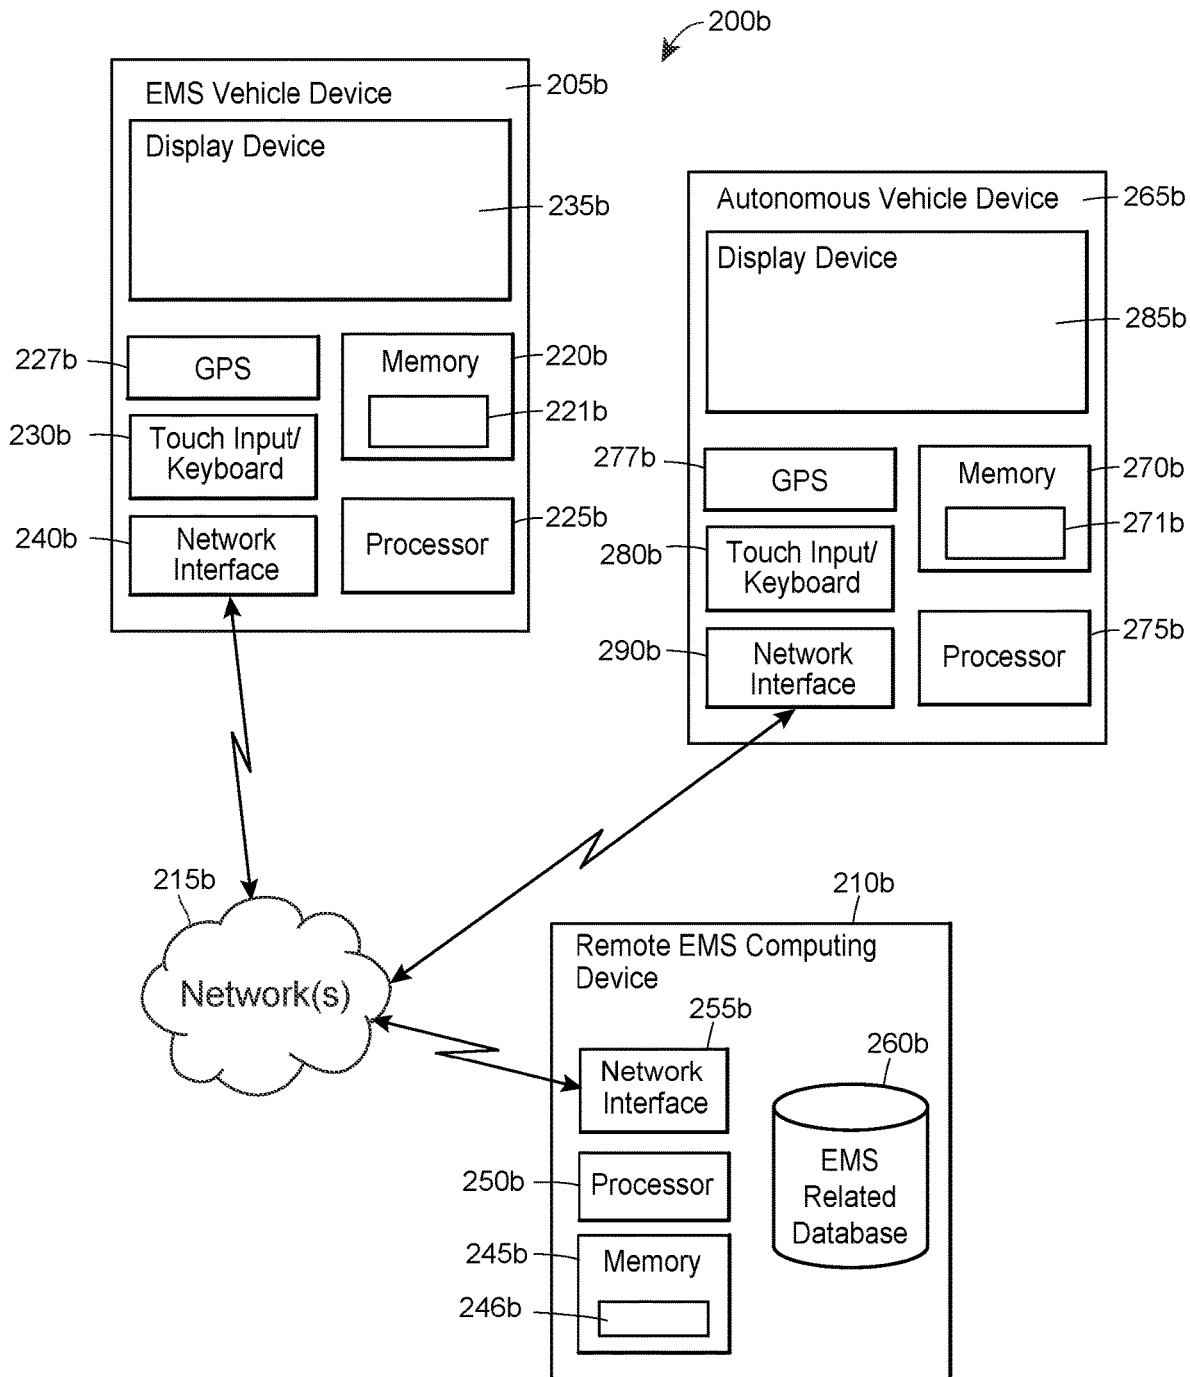 200b
EMS Vehicle Device
205b
Display Device
235b
Autonomous Vehicle Device
265b
Display Device
285b
227b
GPS
Memory
220b
221b
230b
Touch Input/
Keyboard
277b
GPS
Memory
270b
271b
240b
Network
Interface
Processor
225b
280b
Touch Input/
Keyboard
290b
Network
Interface
Processor
275b
215b
Network(s)
210b
Remote EMS Computing
Device
255b
Network
Interface
260b
EMS
Related
Database
250b
Processor
245b
Memory
246b